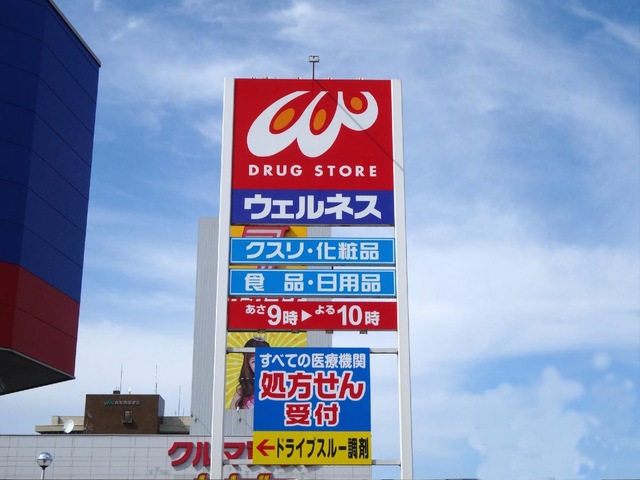 DRUG STORE
ウェルネス
クスリ・化粧品
食品・日用品
あさ9時▶よる10時
すべての医療機関
処方せん
受付
←ドライブスルー調剤
クルマ